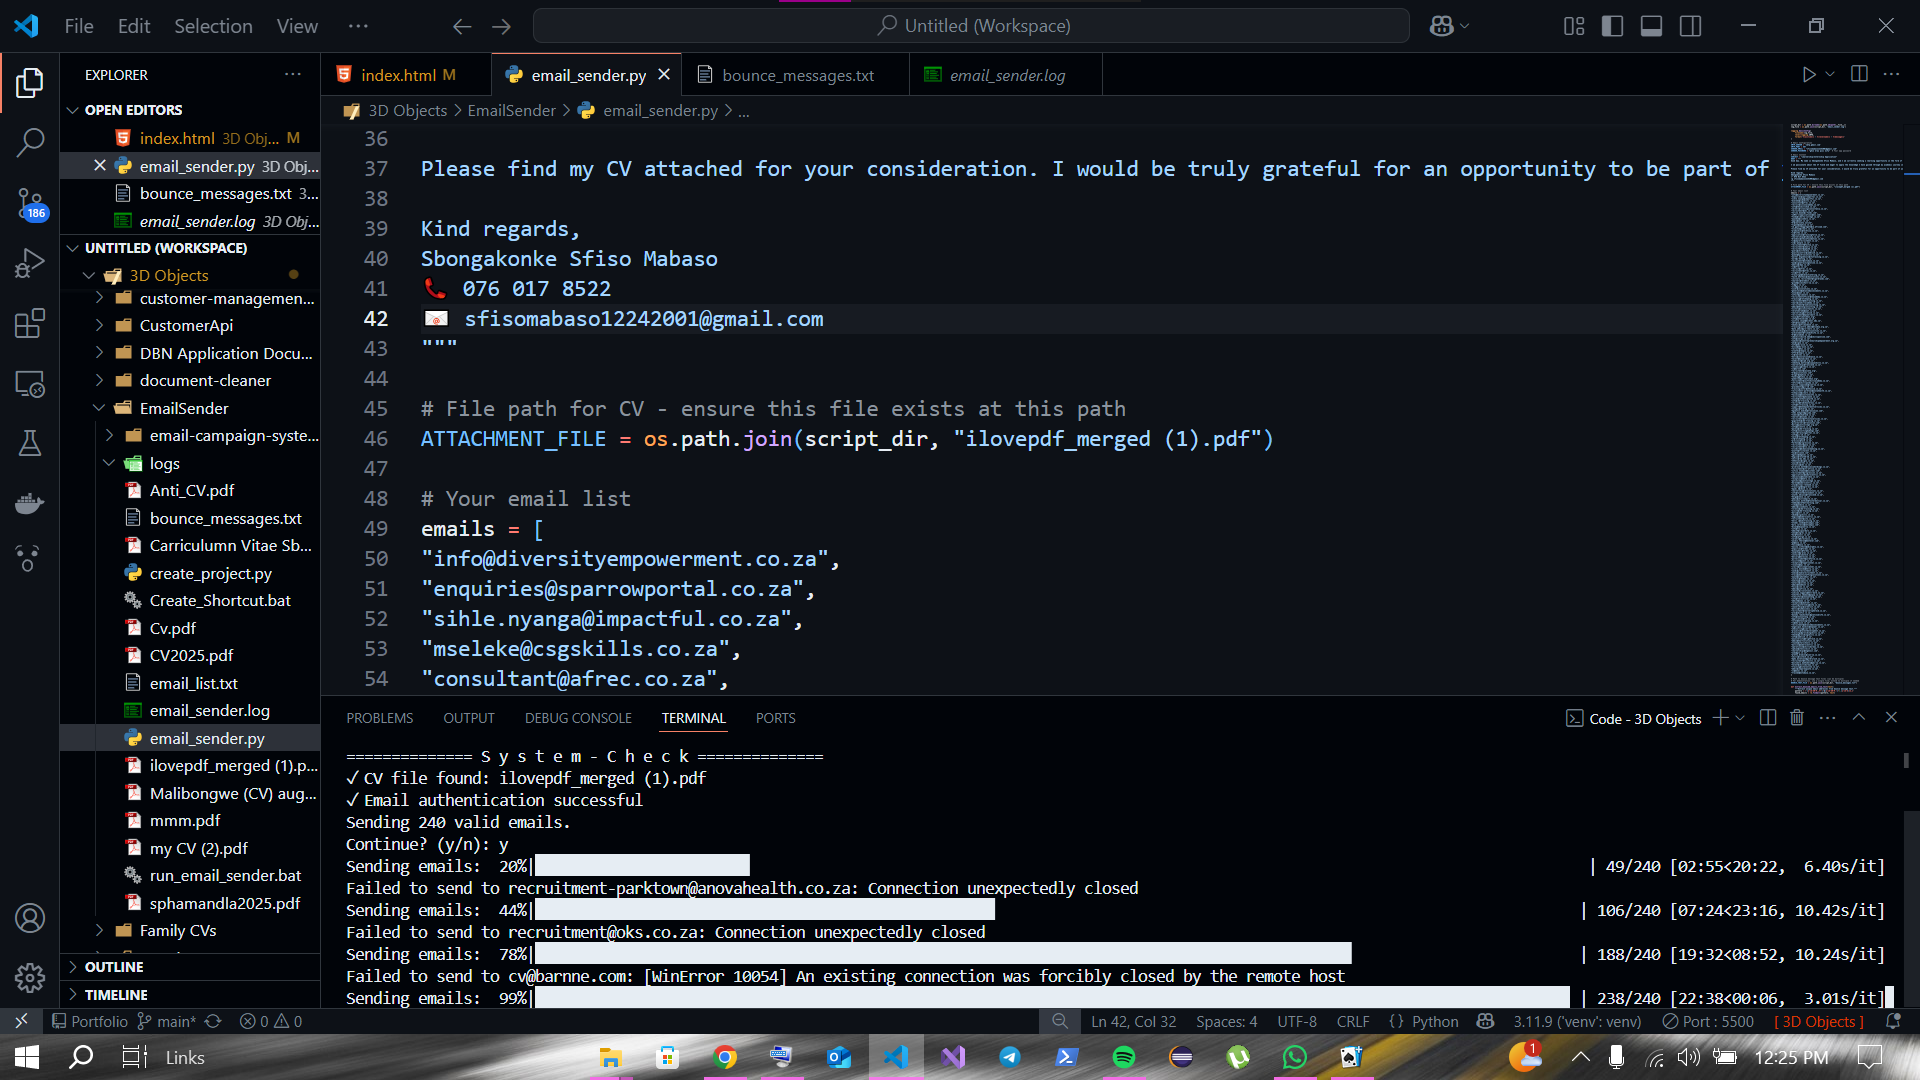 File Edit Selection View ···
Untitled (Workspace)
EXPLORER
OPEN EDITORS
index.html 3D Obj... M
email_sender.py 3D Obj...
bounce_messages.txt 3...
email_sender.log 3D Obj...
UNTITLED (WORKSPACE)
3D Objects
customer-managemen...
CustomerApi
DBN Application Docu...
document-cleaner
EmailSender
email-campaign-syste...
logs
Anti_CV.pdf
bounce_messages.txt
Carriculumn Vitae Sb...
create_project.py
Create_Shortcut.bat
Cv.pdf
CV2025.pdf
email_list.txt
email_sender.log
email_sender.py
ilovepdf_merged (1).p...
Malibongwe (CV) aug...
mmm.pdf
my CV (2).pdf
run_email_sender.bat
sphamandla2025.pdf
Family CVs
OUTLINE
TIMELINE
186
index.html M
email_sender.py
bounce_messages.txt
email_sender.log
3D Objects > EmailSender > email_sender.py > ...
36
37 Please find my CV attached for your consideration. I would be truly grateful for an opportunity to be part of
38
39 Kind regards,
40 Sbongakonke Sfiso Mabaso
41 📞 076 017 8522
42 📧 sfisomabaso12242001@gmail.com
43 """
44
45 # File path for CV - ensure this file exists at this path
46 ATTACHMENT_FILE = os.path.join(script_dir, "ilovepdf_merged (1).pdf")
47
48 # Your email list
49 emails = [
50 "info@diversityempowerment.co.za",
51 "enquiries@sparrowportal.co.za",
52 "sihle.nyanga@impactful.co.za",
53 "mseleke@csgskills.co.za",
54 "consultant@afrec.co.za",
PROBLEMS OUTPUT DEBUG CONSOLE TERMINAL PORTS
Code - 3D Objects
============== S y s t e m - C h e c k ==============
✓ CV file found: ilovepdf_merged (1).pdf
✓ Email authentication successful
Sending 240 valid emails.
Continue? (y/n): y
Sending emails: 20%| | 49/240 [02:55<20:22, 6.40s/it]
Failed to send to recruitment-parktown@anovahealth.co.za: Connection unexpectedly closed
Sending emails: 44%| | 106/240 [07:24<23:16, 10.42s/it]
Failed to send to recruitment@oks.co.za: Connection unexpectedly closed
Sending emails: 78%| | 188/240 [19:32<08:52, 10.24s/it]
Failed to send to cv@barnne.com: [WinError 10054] An existing connection was forcibly closed by the remote host
Sending emails: 99%| | 238/240 [22:38<00:06, 3.01s/it]
Portfolio main* 0 0 Ln 42, Col 32 Spaces: 4 UTF-8 CRLF {} Python 3.11.9 ('venv': venv) Port : 5500 [ 3D Objects ]
Links 1 12:25 PM